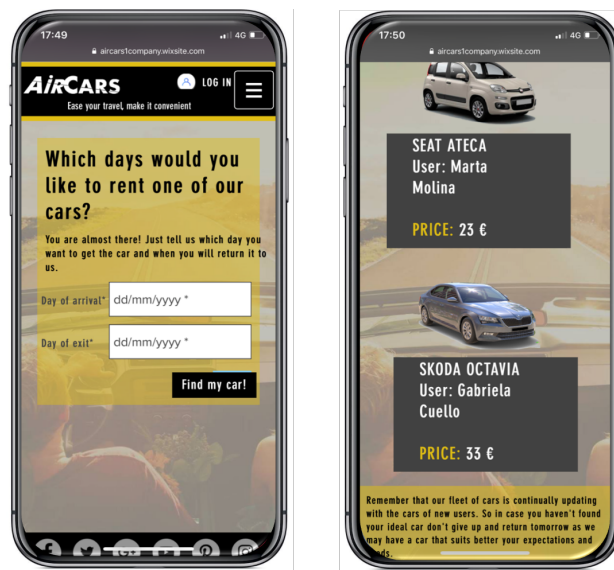 17:49
4G
aircars1company.wixsite.com
AiRCARS
LOG IN
Ease your travel, make it convenient
Which days would you
like to rent one of our
cars?
You are almost there! Just tell us which day you
want to get the car and when you will return it to
us.
Day of arrival*
dd/mm/yyyy *
Day of exit*
dd/mm/yyyy *
Find my car!
17:50
4G
aircars1company.wixsite.com
SEAT ATECA
User: Marta
Molina
PRICE: 23 €
SKODA OCTAVIA
User: Gabriela
Cuello
PRICE: 33 €
Remember that our fleet of cars is continually updating
with the cars of new users. So in case you haven't found
your ideal car don't give up and return tomorrow as we
may have a car that suits better your expectations and